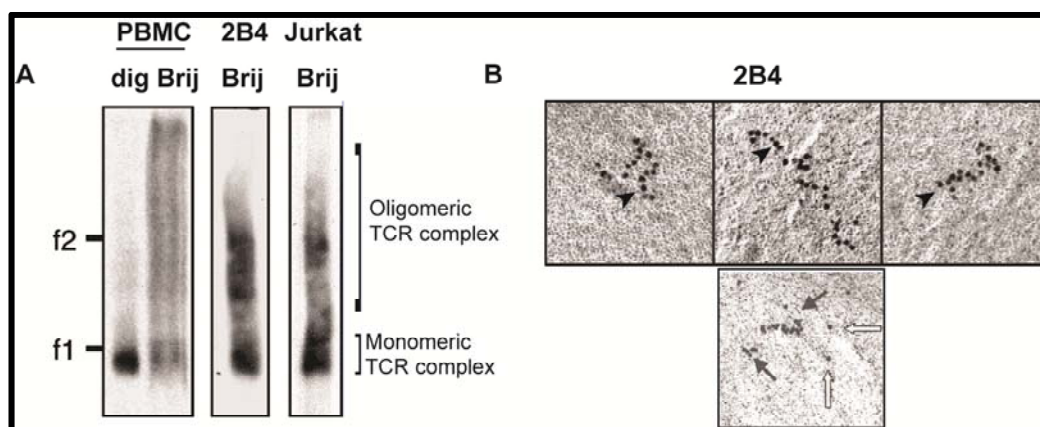 PBMC 2B4 Jurkat
A dig Brij Brij Brij
f2
f1
Oligomeric
TCR complex
Monomeric
TCR complex
B 2B4